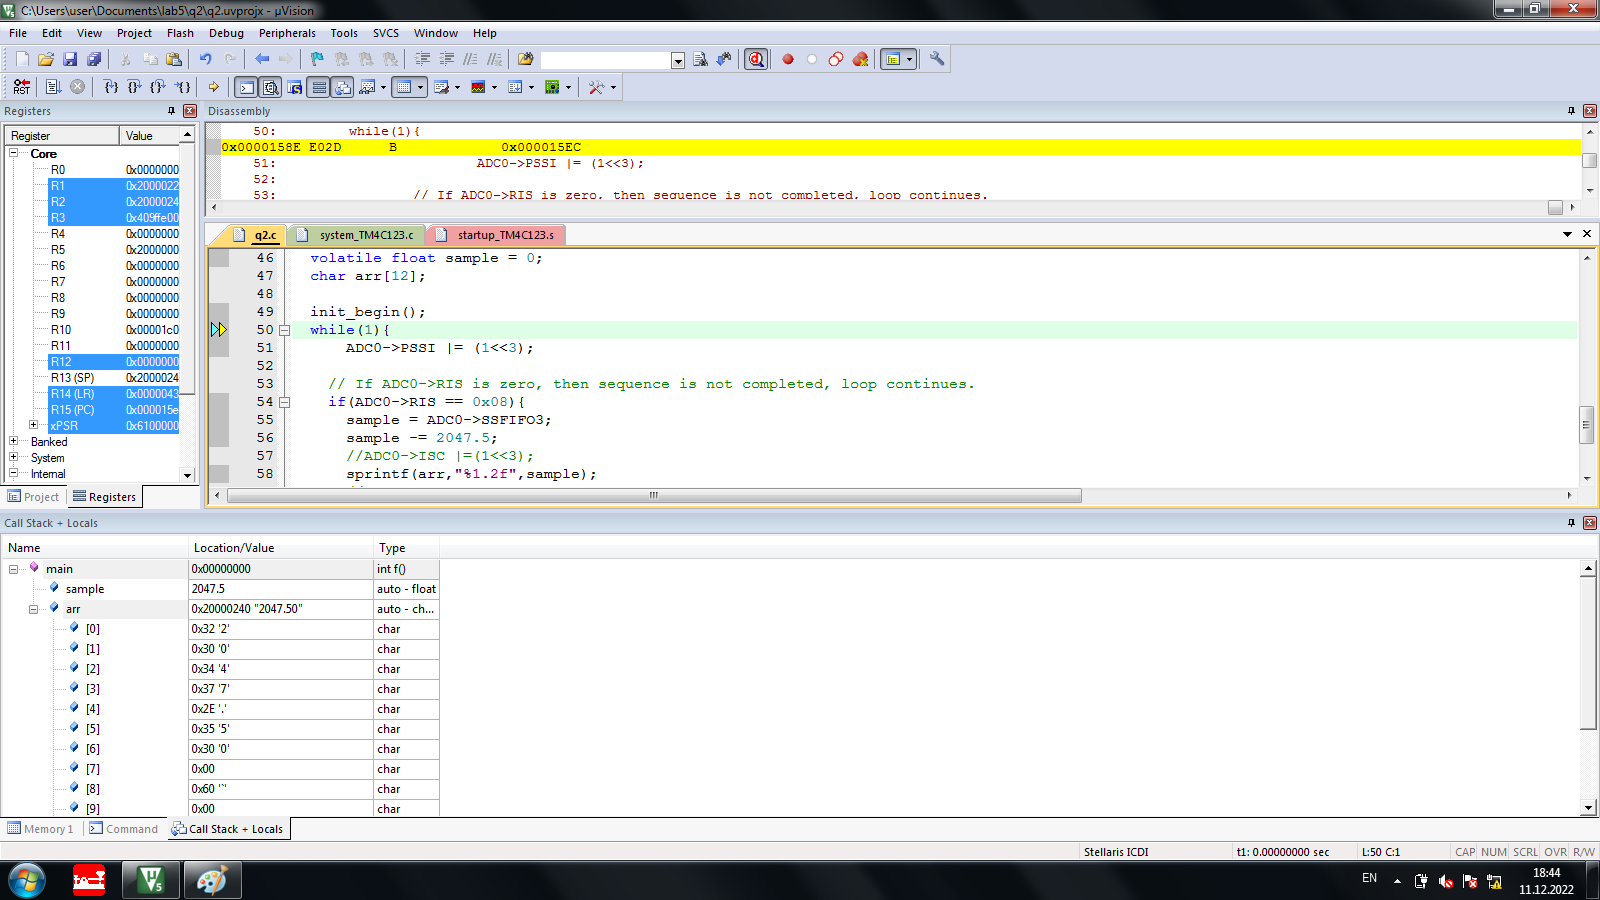 C:\Users\user\Documents\lab5\q2\q2.uvprojx - µVision
File Edit View Project Flash Debug Peripherals Tools SVCS Window Help
Registers
Register Value
Core
R0 0x0000000
R1 0x2000022
R2 0x2000024
R3 0x409ffe00
R4 0x0000000
R5 0x2000000
R6 0x0000000
R7 0x0000000
R8 0x0000000
R9 0x0000000
R10 0x00001c0
R11 0x0000000
R12 0x0000000
R13 (SP) 0x2000024
R14 (LR) 0x0000043
R15 (PC) 0x000015e
xPSR 0x6100000
Banked
System
Internal
Project Registers
Disassembly
50: while(1){
0x0000158E E02D B 0x000015EC
51: ADC0->PSSI |= (1<<3);
52:
53: // If ADC0->RIS is zero, then sequence is not completed, loop continues.
q2.c system_TM4C123.c startup_TM4C123.s
46 volatile float sample = 0;
47 char arr[12];
48
49 init_begin();
50 while(1){
51 ADC0->PSSI |= (1<<3);
52
53 // If ADC0->RIS is zero, then sequence is not completed, loop continues.
54 if(ADC0->RIS == 0x08){
55 sample = ADC0->SSFIFO3;
56 sample -= 2047.5;
57 //ADC0->ISC |=(1<<3);
58 sprintf(arr,"%1.2f",sample);
Call Stack + Locals
Name Location/Value Type
main 0x00000000 int f()
sample 2047.5 auto - float
arr 0x20000240 "2047.50" auto - ch...
[0] 0x32 '2' char
[1] 0x30 '0' char
[2] 0x34 '4' char
[3] 0x37 '7' char
[4] 0x2E '.' char
[5] 0x35 '5' char
[6] 0x30 '0' char
[7] 0x00 char
[8] 0x60 '`' char
[9] 0x00 char
Memory 1 Command Call Stack + Locals
Stellaris ICDI t1: 0.00000000 sec L:50 C:1 CAP NUM SCRL OVR R/W
EN
18:44
11.12.2022